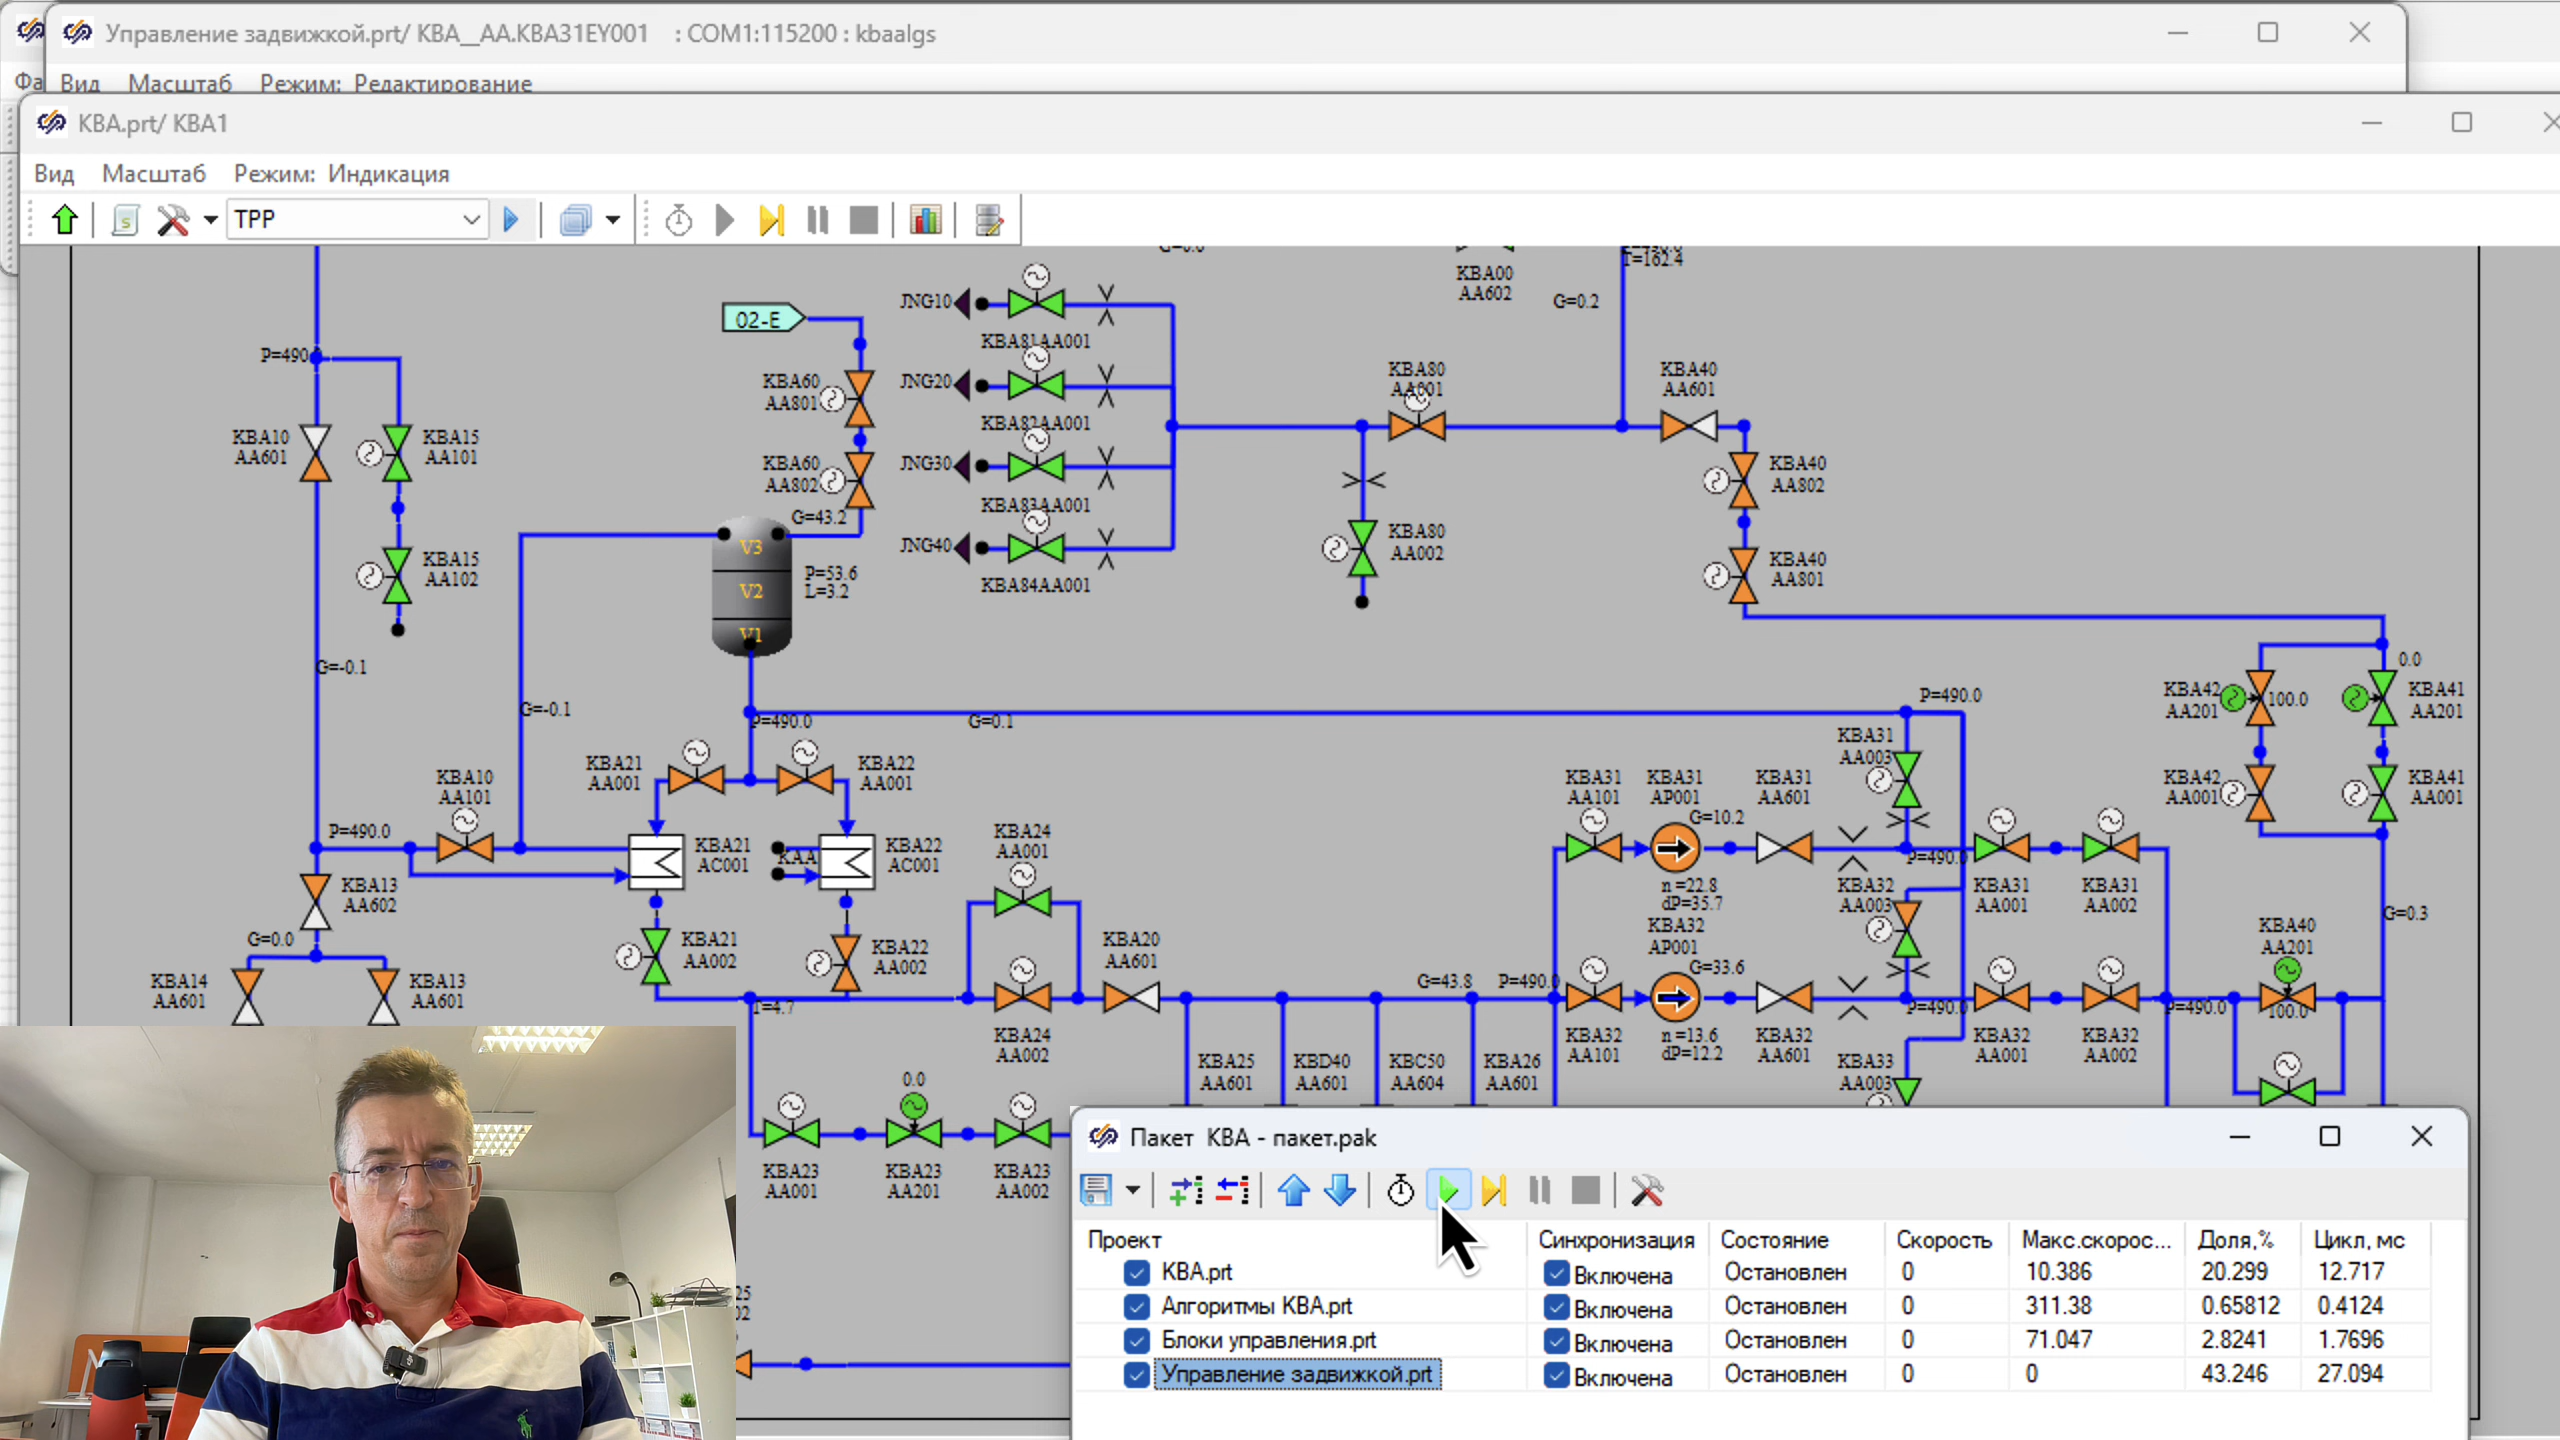 Управление задвижкой.prt/ KBA__AA.KBA31EY001 : COM1:115200 : kbaalgs
Фа
Вид Масштаб Режим: Редактирование
KBA.prt/ KBA1
Вид Масштаб Режим: Индикация
TPP
T=162.4
KBA00
AA602
G=0.2
JNG10
02-E
KBA81AA001
P=490.
KBA60
AA801
JNG20
KBA80
AA801
KBA40
AA601
KBA82AA001
KBA10
AA601
KBA15
AA101
KBA60
AA802
JNG30
KBA40
AA802
KBA83AA001
G=43.2
V3
JNG40
KBA80
AA002
KBA15
AA102
P=53.6
L=3.2
V2
KBA84AA001
KBA40
AA801
V1
G=-0.1
0.0
G=-0.1
P=490.0
G=0.1
P=490.0
KBA42
AA201
100.0
KBA41
AA201
KBA31
AA003
KBA21
AA001
KBA22
AA001
KBA10
AA101
KBA31
AA101
KBA31
AP001
KBA31
AA601
KBA42
AA001
KBA41
AA001
G=10.2
P=490.0
KBA24
AA001
KBA21
AC001
KAA
KBA22
AC001
P=490.0
KBA13
AA602
n =22.8
dP=35.7
KBA32
AA003
KBA31
AA001
KBA31
AA002
G=0.3
KBA32
AP001
KBA40
AA201
G=0.0
KBA21
AA002
KBA22
AA002
KBA20
AA601
G=33.6
KBA14
AA601
KBA13
AA601
G=43.8
P=490.0
T=4.7
P=490.0
P=490.0
100.0
KBA24
AA002
KBA32
AA101
n =13.6
dP=12.2
KBA32
AA601
KBA32
AA001
KBA32
AA002
KBA25
AA601
KBD40
AA601
KBC50
AA604
KBA26
AA601
KBA33
AA003
0.0
KBA23
AA001
KBA23
AA201
KBA23
AA002
Пакет KBA - пакет.pak
Проект Синхронизация Состояние Скорость Макс.скорос... Доля,% Цикл, мс
KBA.prt Включена Остановлен 0 10.386 20.299 12.717
Алгоритмы KBA.prt Включена Остановлен 0 311.38 0.65812 0.4124
Блоки управления.prt Включена Остановлен 0 71.047 2.8241 1.7696
Управление задвижкой.prt Включена Остановлен 0 0 43.246 27.094